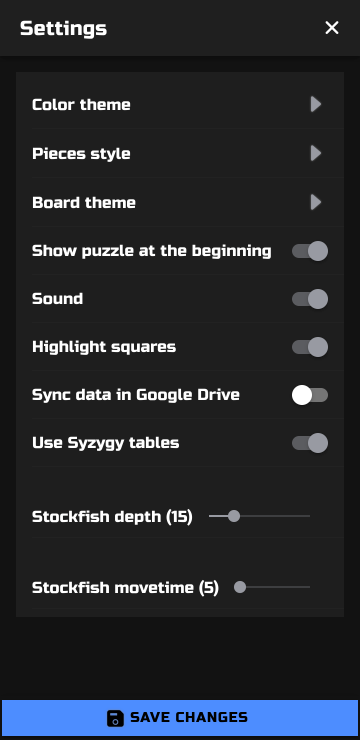 Settings
Color theme
Pieces style
Board theme
Show puzzle at the beginning
Sound
Highlight squares
Sync data in Google Drive
Use Syzygy tables
Stockfish depth (15)
Stockfish movetime (5)
SAVE CHANGES